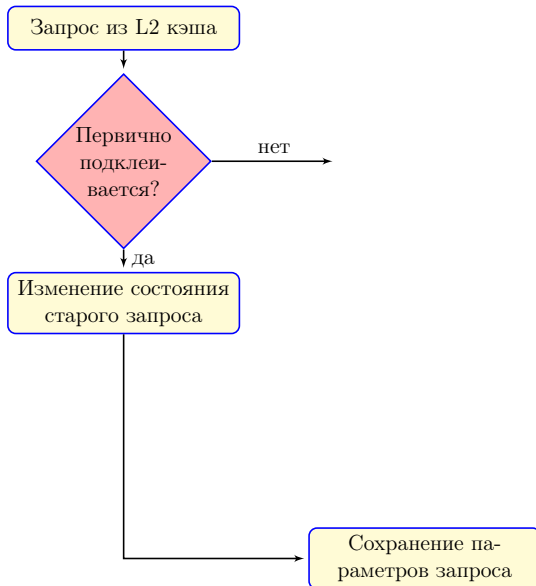 Запрос из L2 кэша
Первично
подклеи-
вается?
нет
да
Изменение состояния
старого запроса
Сохранение па-
раметров запроса